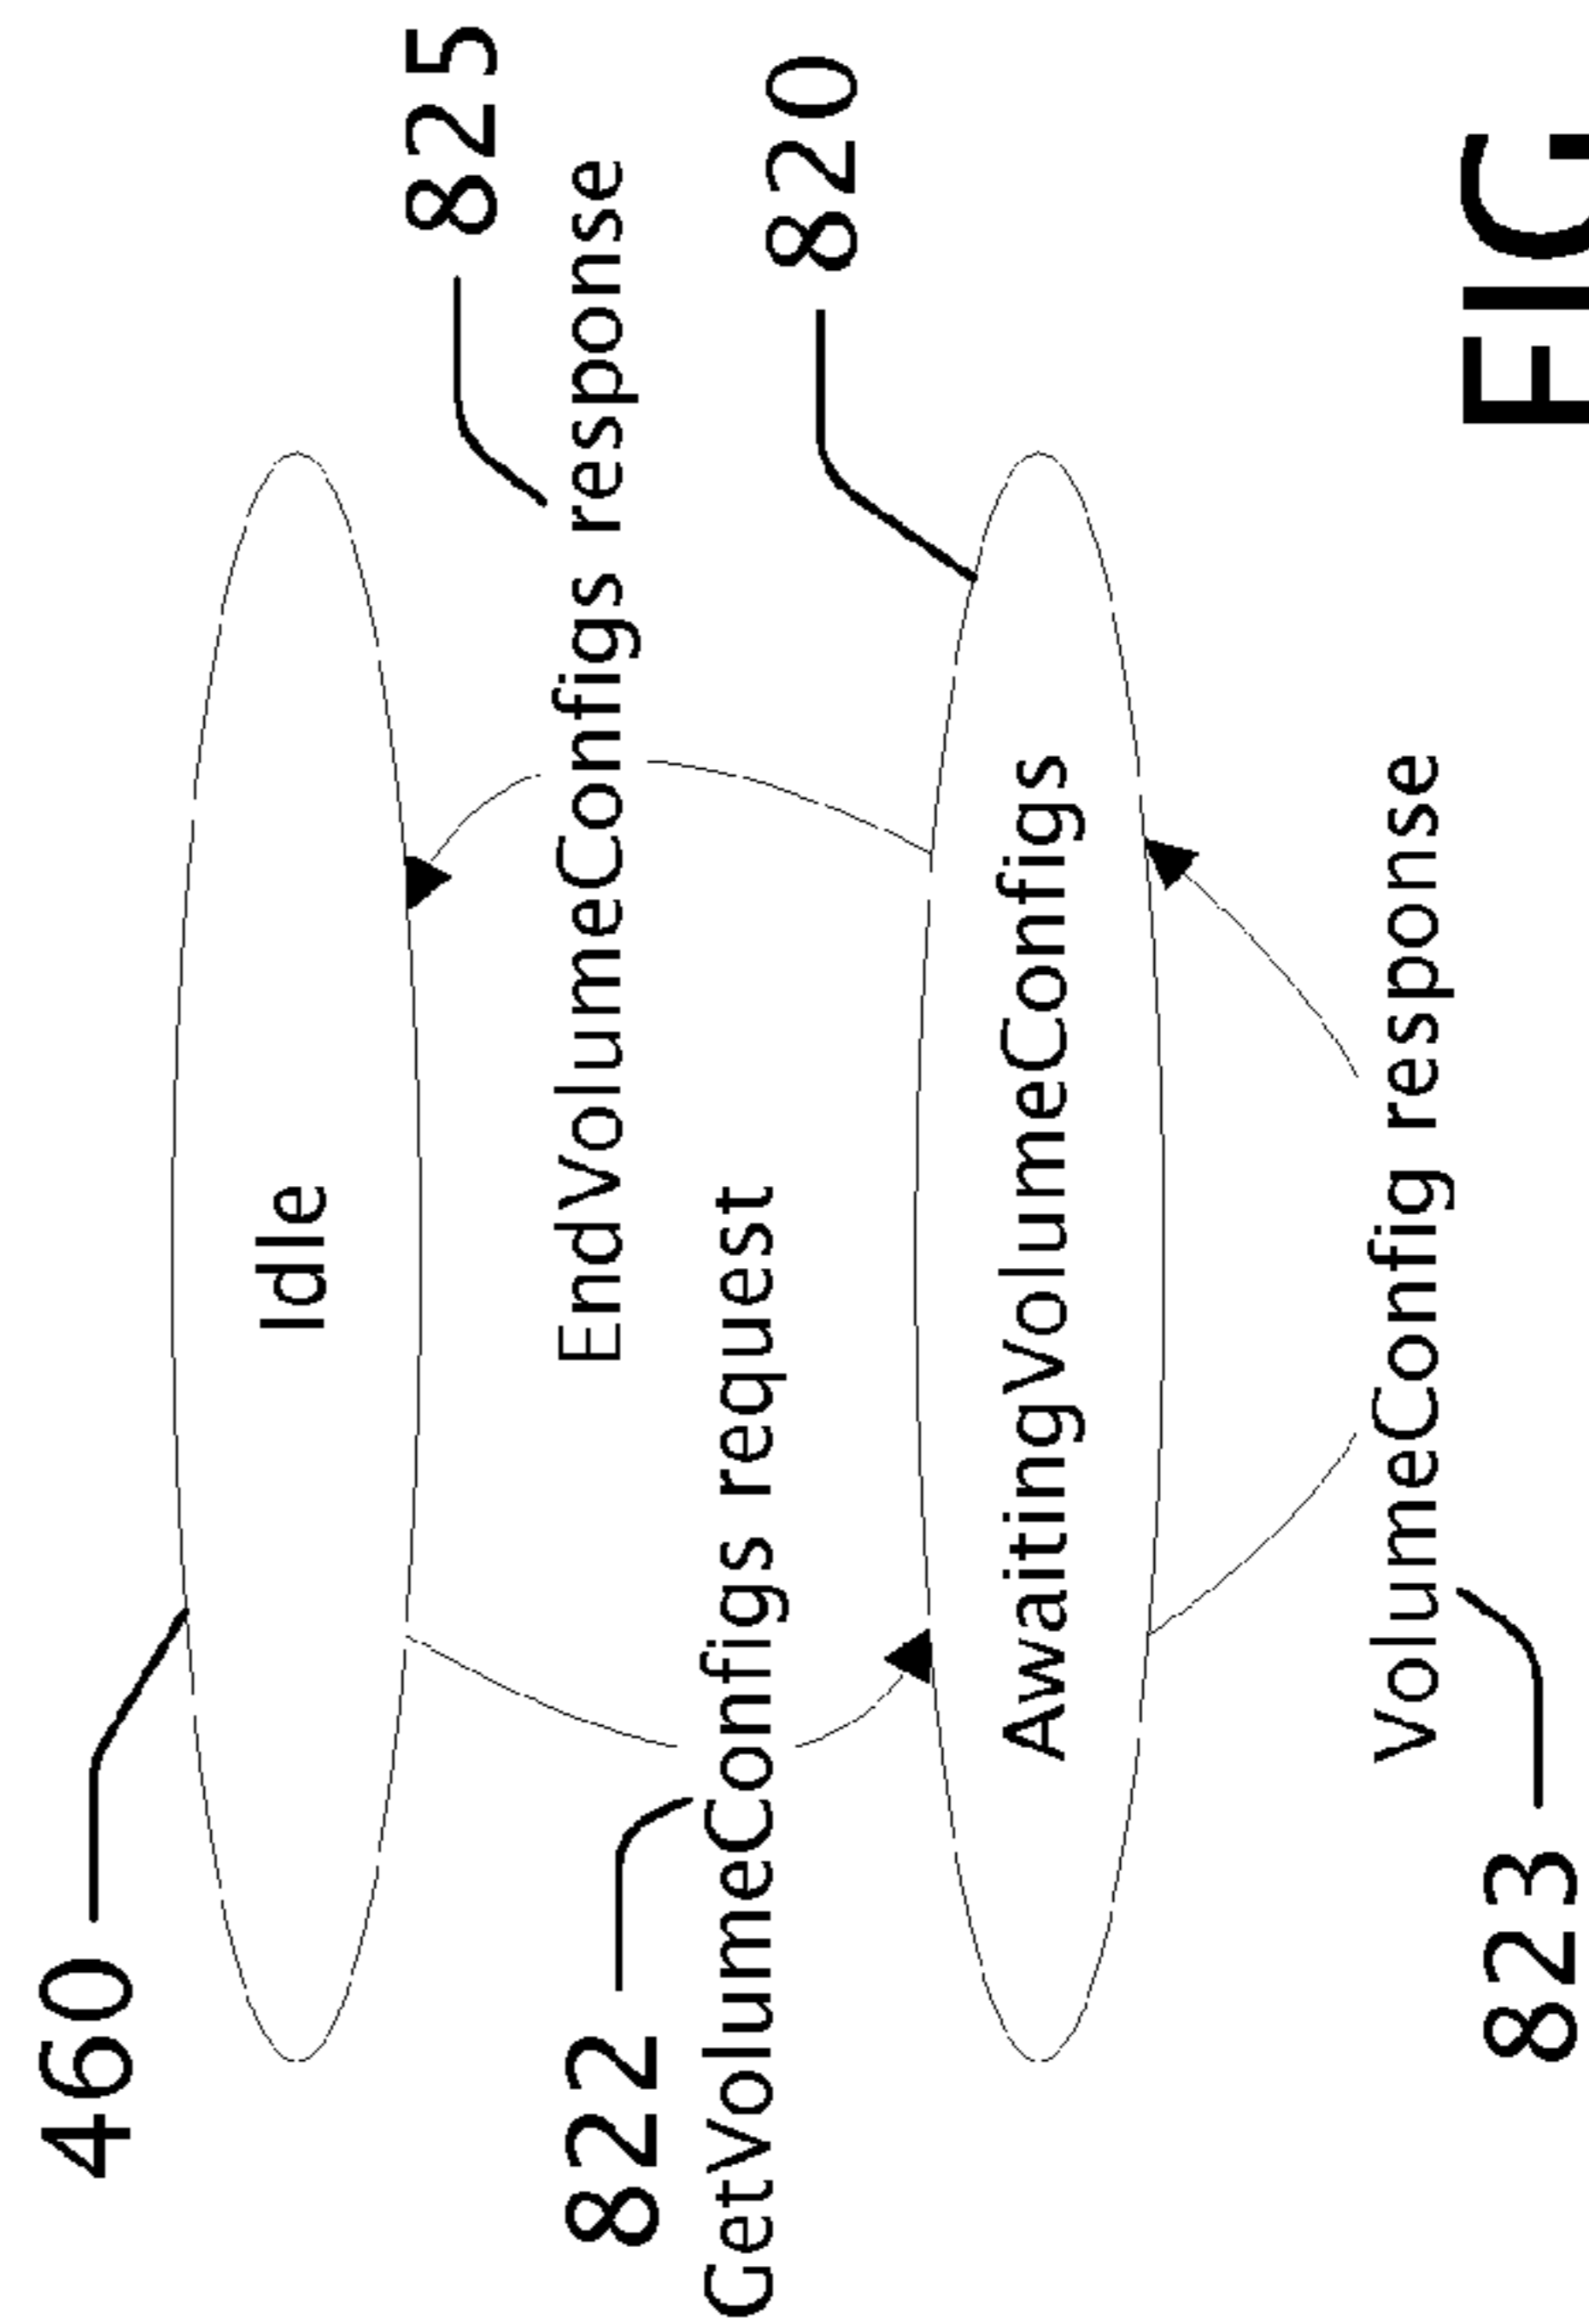 460
Idle
825
EndVolumeConfigs response
822
GetVolumeConfigs request
820
AwaitingVolumeConfigs
VolumeConfig response
823
FIG